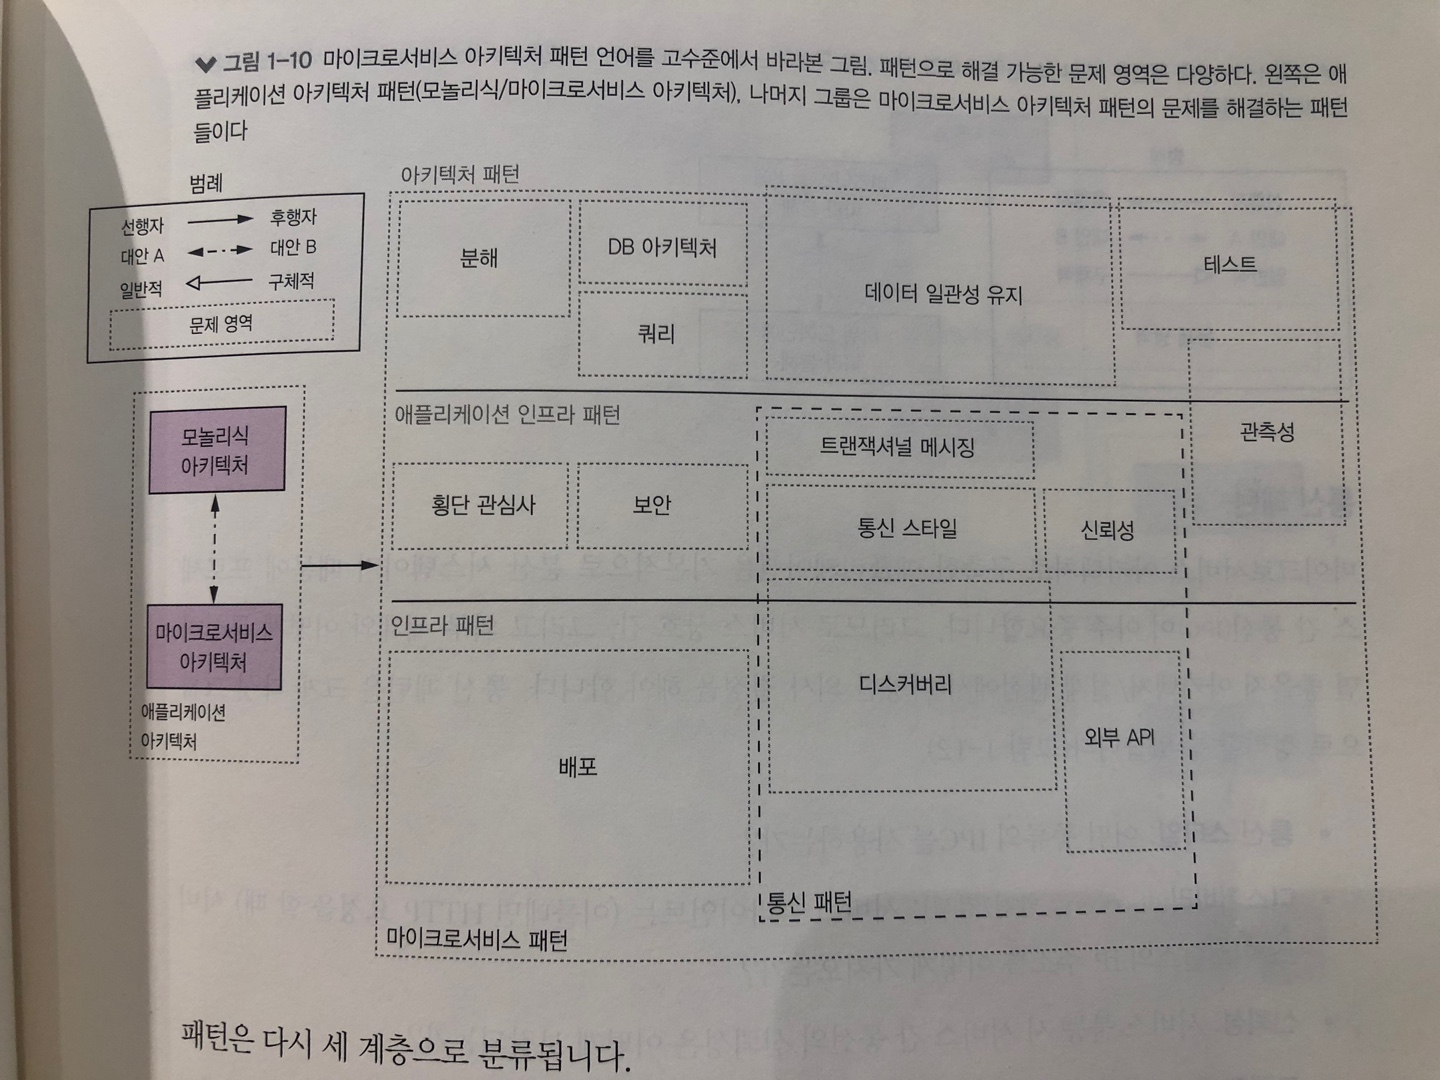 그림 1-10 마이크로서비스 아키텍처 패턴 언어를 고수준에서 바라본 그림. 패턴으로 해결 가능한 문제 영역은 다양하다. 왼쪽은 애
플리케이션 아키텍처 패턴(모놀리식/마이크로서비스 아키텍처), 나머지 그룹은 마이크로서비스 아키텍처 패턴의 문제를 해결하는 패턴
들이다
범례
선행자 후행자
대안 A 대안 B
일반적 구체적
문제 영역
모놀리식
아키텍처
마이크로서비스
아키텍처
애플리케이션
아키텍처
아키텍처 패턴
분해
DB 아키텍처
쿼리
데이터 일관성 유지
테스트
애플리케이션 인프라 패턴
횡단 관심사
보안
트랜잭셔널 메시징
통신 스타일
신뢰성
관측성
인프라 패턴
배포
디스커버리
외부 API
통신 패턴
마이크로서비스 패턴
패턴은 다시 세 계층으로 분류됩니다.